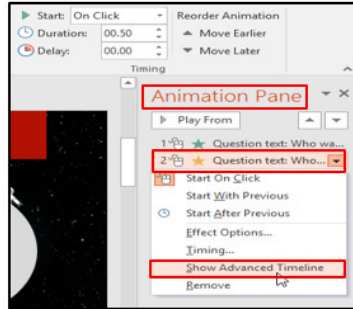 Start: On Click
Reorder Animation
Duration: 00.50
Move Earlier
Delay: 00.00
Move Later
Timing
Animation Pane
Play From
1 Question text: Who wa...
2 Question text: Who...
Start On Click
Start With Previous
Start After Previous
Effect Options...
Timing...
Show Advanced Timeline
Remove